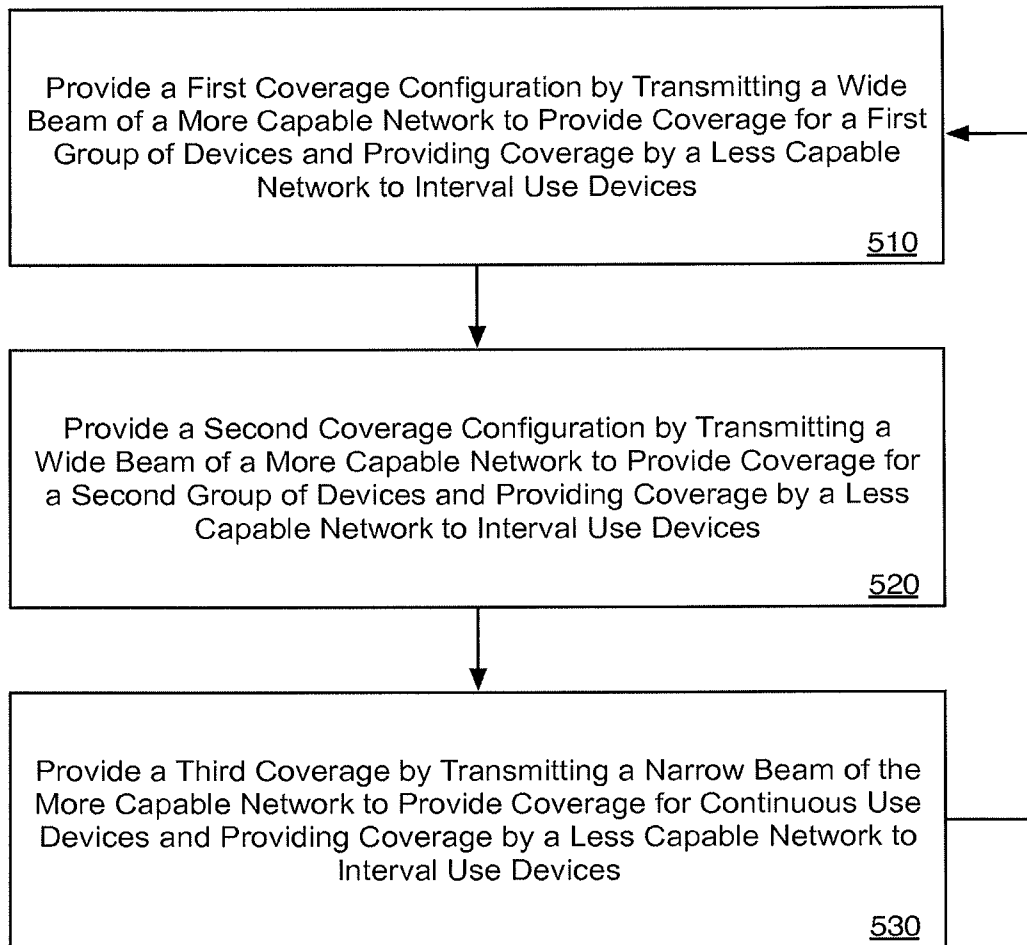 Provide a First Coverage Configuration by Transmitting a Wide
Beam of a More Capable Network to Provide Coverage for a First
Group of Devices and Providing Coverage by a Less Capable
Network to Interval Use Devices
510
Provide a Second Coverage Configuration by Transmitting a
Wide Beam of a More Capable Network to Provide Coverage for
a Second Group of Devices and Providing Coverage by a Less
Capable Network to Interval Use Devices
520
Provide a Third Coverage by Transmitting a Narrow Beam of the
More Capable Network to Provide Coverage for Continuous Use
Devices and Providing Coverage by a Less Capable Network to
Interval Use Devices
530